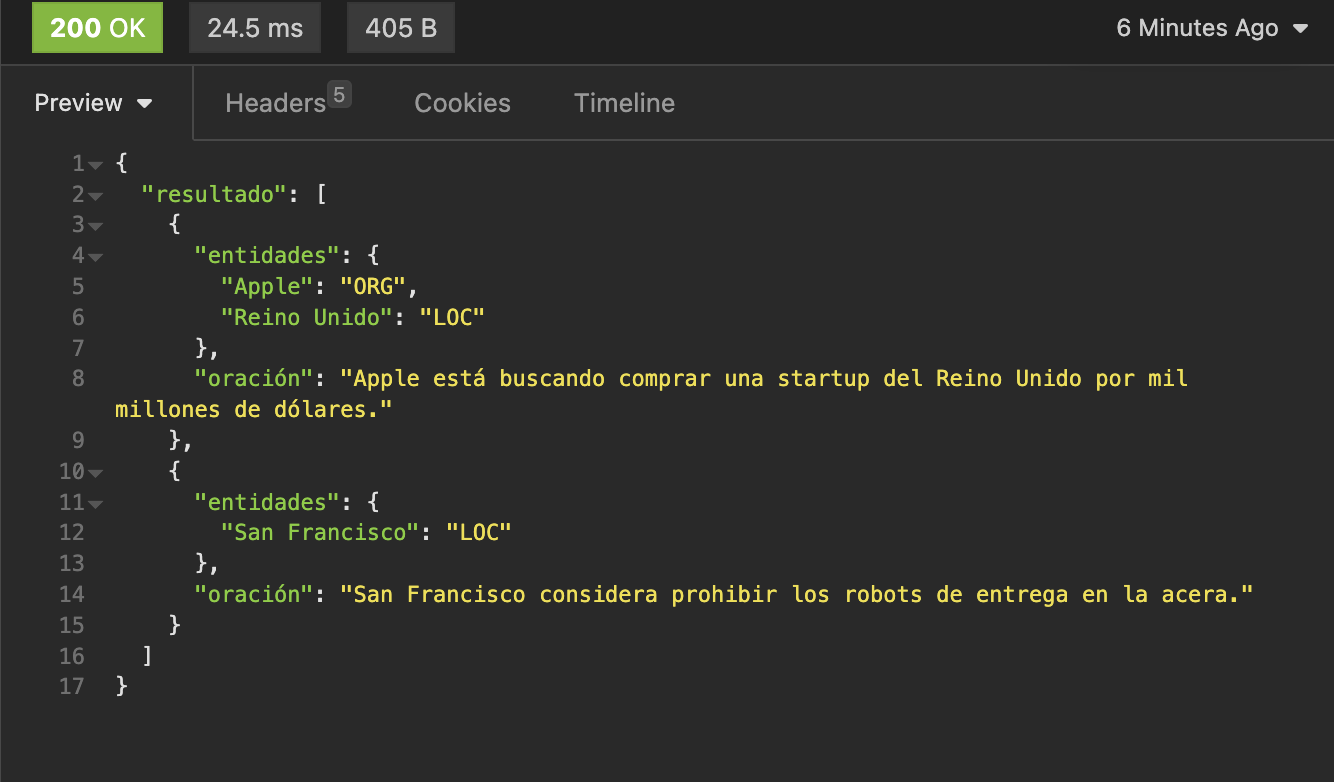 200 OK 24.5 ms 405 B 6 Minutes Ago
Preview Headers 5 Cookies Timeline
1 {
2 "resultado": [
3 {
4 "entidades": {
5 "Apple": "ORG",
6 "Reino Unido": "LOC"
7 },
8 "oración": "Apple está buscando comprar una startup del Reino Unido por mil
millones de dólares."
9 },
10 {
11 "entidades": {
12 "San Francisco": "LOC"
13 },
14 "oración": "San Francisco considera prohibir los robots de entrega en la acera."
15 }
16 ]
17 }